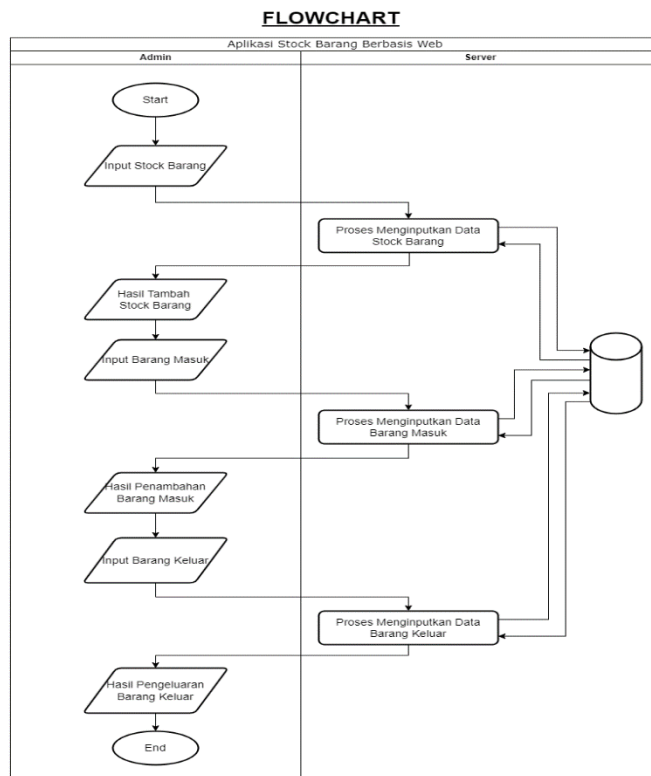 FLOWCHART
Aplikasi Stock Barang Berbasis Web
Admin
Server
Start
Input Stock Barang
Proses Menginputkan Data
Stock Barang
Hasil Tambah
Stock Barang
Input Barang Masuk
Proses Menginputkan Data
Barang Masuk
Hasil Penambahan
Barang Masuk
Input Barang Keluar
Proses Menginputkan Data
Barang Keluar
Hasil Pengeluaran
Barang Keluar
End